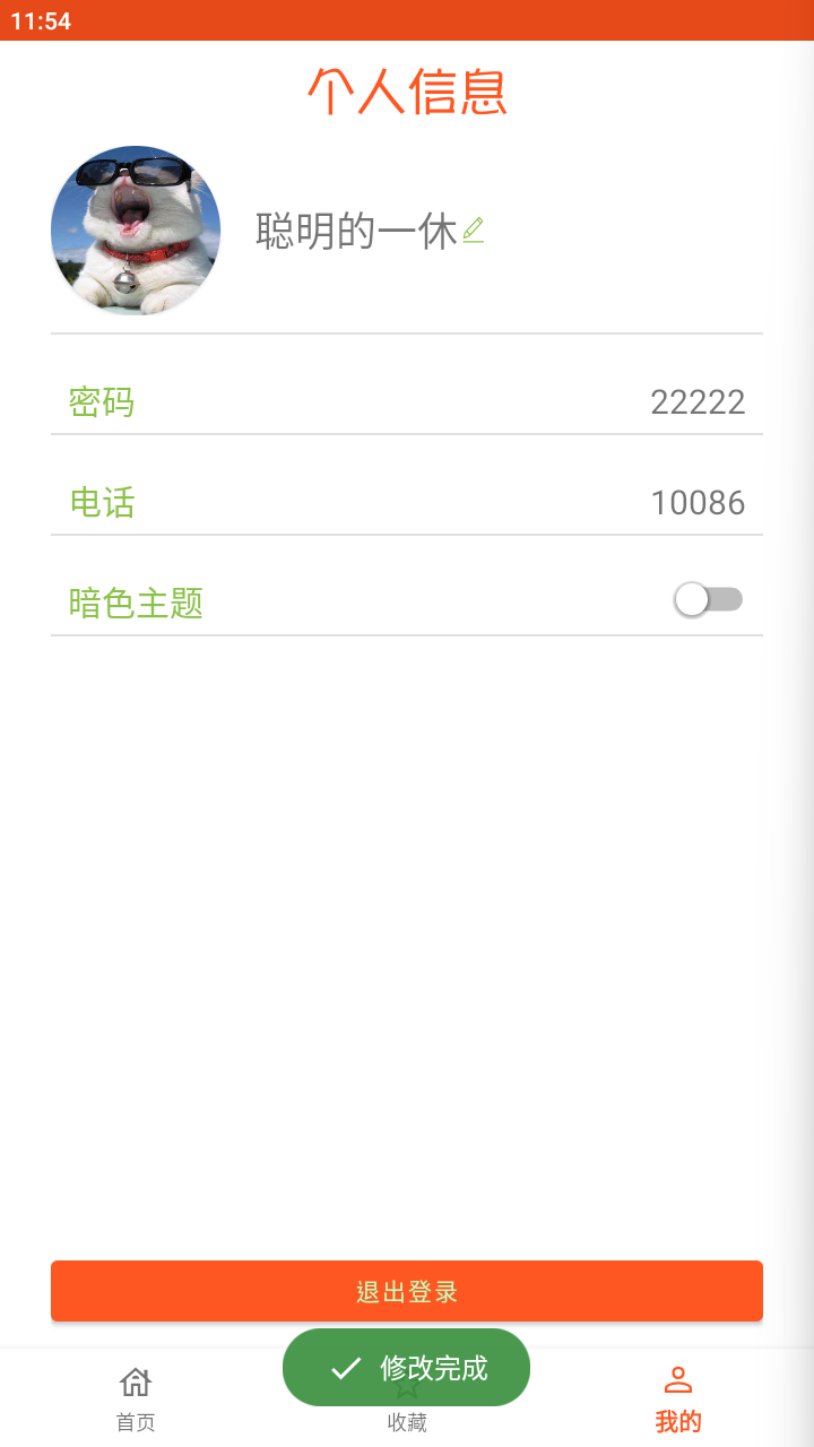 11:54
个人信息
聪明的一休
密码 22222
电话 10086
暗色主题
退出登录
修改完成
首页 收藏 我的